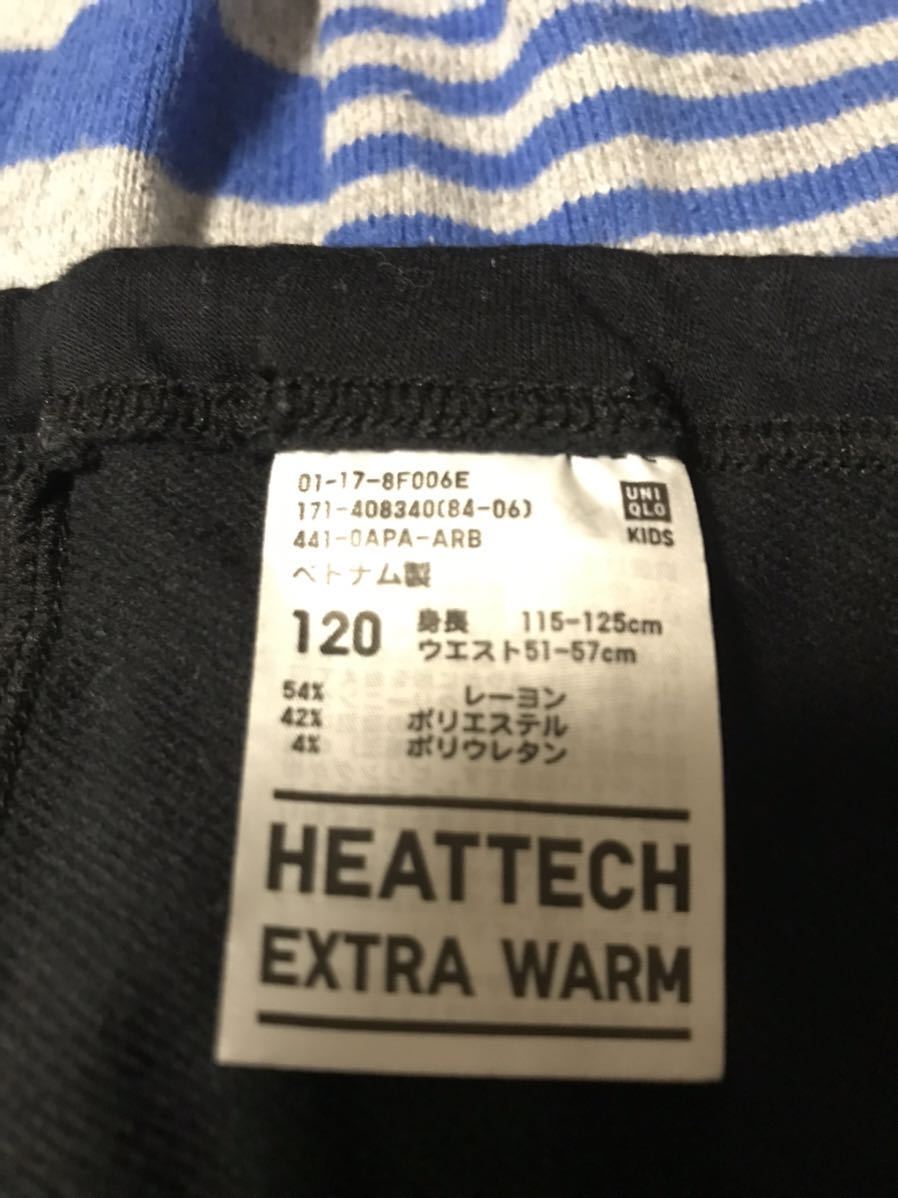 01-17-8F006E
171-408340(84-06)
441-0APA-ARB
ベトナム製
UNI
QLO
KIDS
120 身長 115-125cm
ウエスト51-57cm
54% レーヨン
42% ポリエステル
4% ポリウレタン
HEATTECH
EXTRA WARM